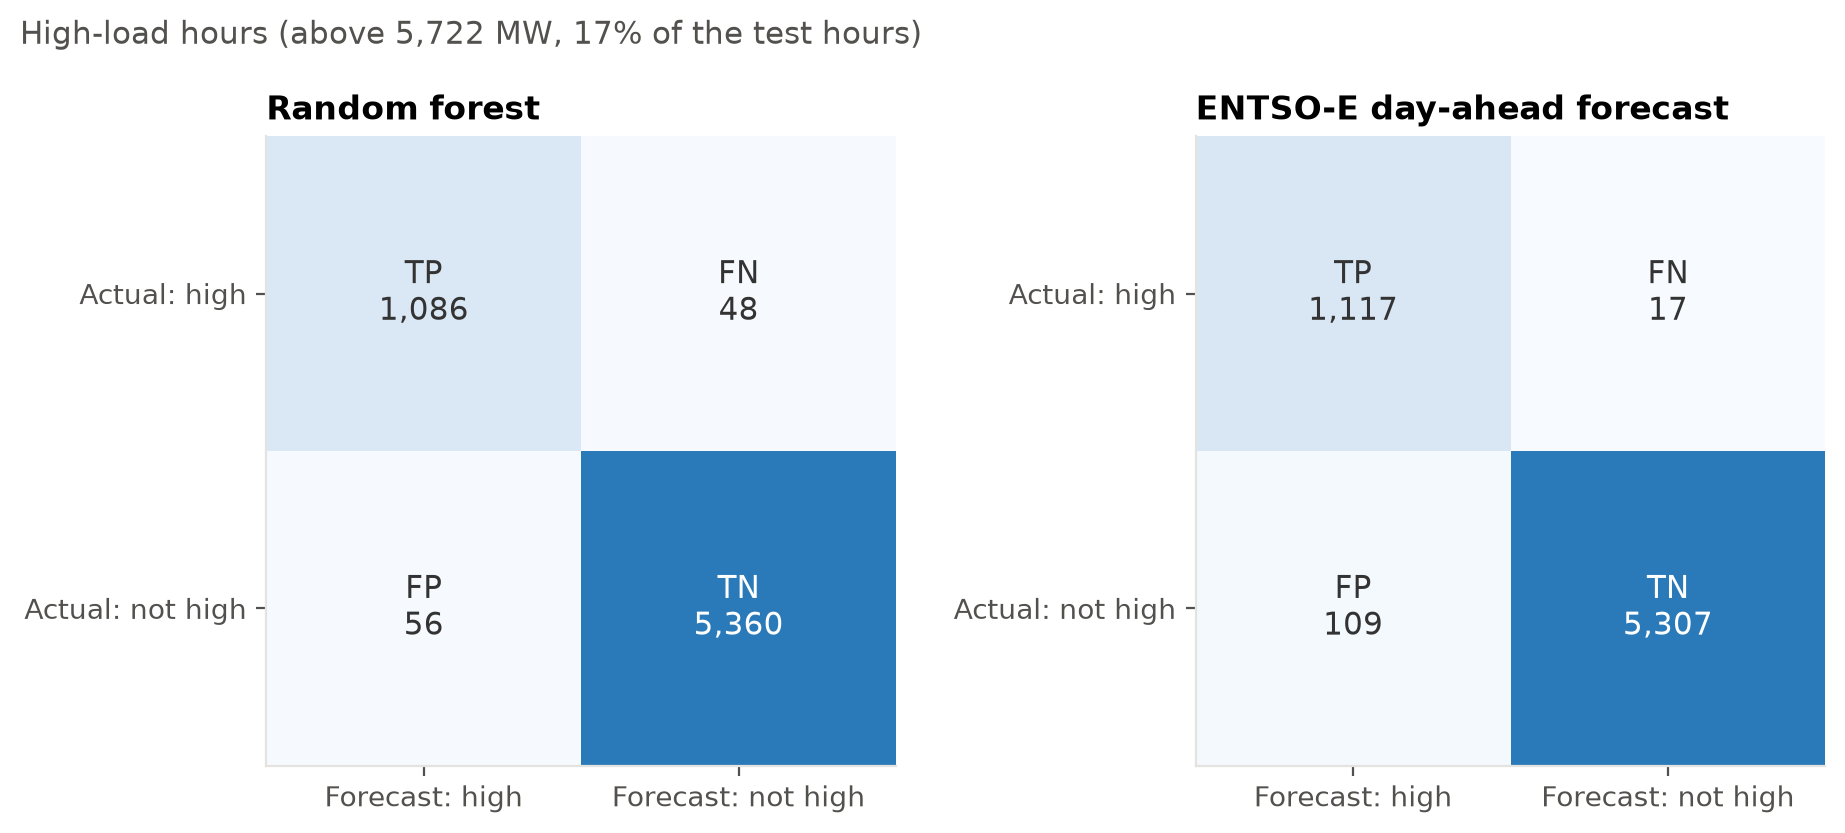 High-load hours (above 5,722 MW, 17% of the test hours)
Random forest
Actual: high
TP
1,086
FN
48
Actual: not high
FP
56
TN
5,360
Forecast: high
Forecast: not high
ENTSO-E day-ahead forecast
Actual: high
TP
1,117
FN
17
Actual: not high
FP
109
TN
5,307
Forecast: high
Forecast: not high